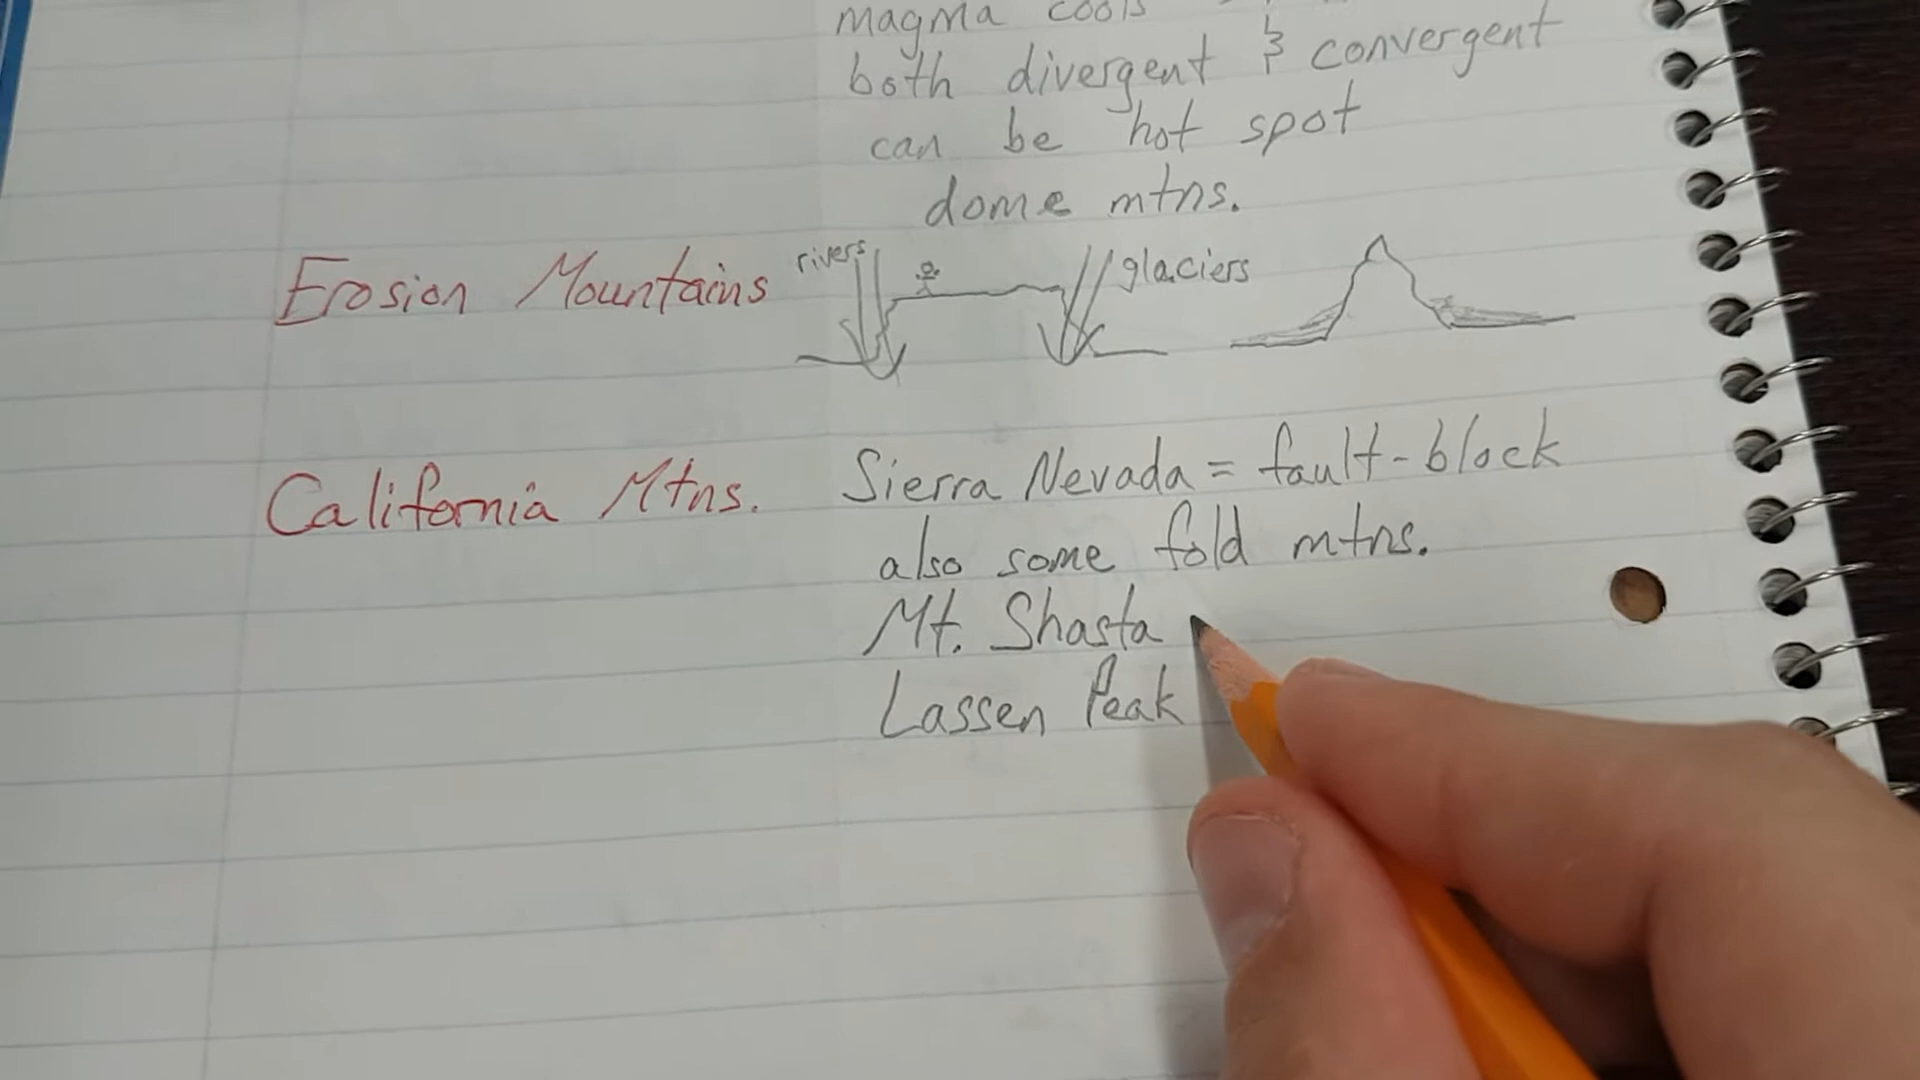 magma cools
both divergent & convergent
can be hot spot
dome mtns.
Erosion Mountains
rivers
glaciers
California Mtns.
Sierra Nevada = fault-block
also some fold mtns.
Mt. Shasta
Lassen Peak